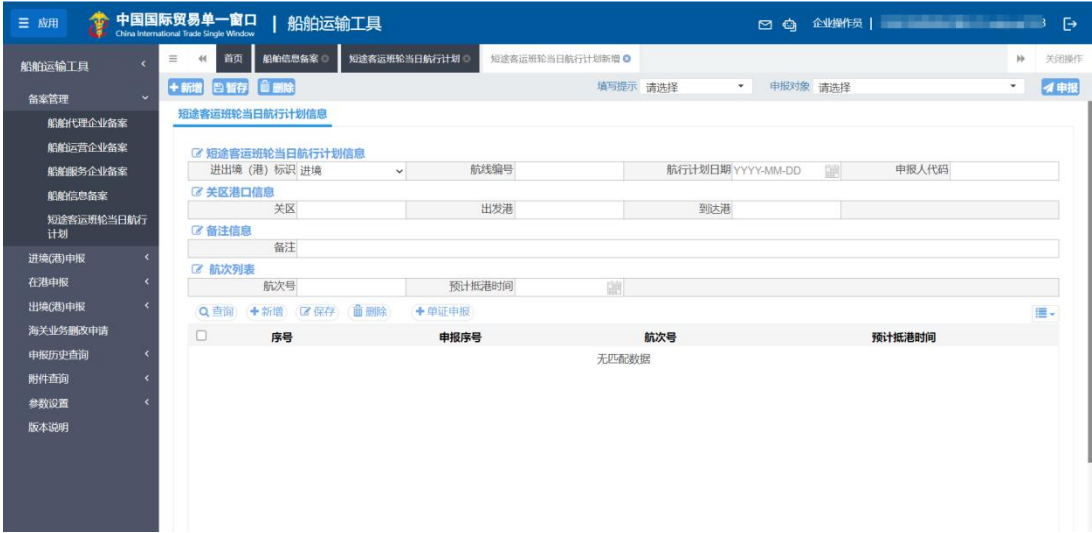 ☰ 应用 中国国际贸易单一窗口 | 船舶运输工具 企业操作员 | 3
China International Trade Single Window
首页 船舶信息备案 短途客运班轮当日航行计划 短途客运班轮当日航行计划新增 关闭操作
新增 暂存 删除 填写提示 请选择 申报对象 请选择 申报
船舶运输工具
备案管理
船舶代理企业备案
船舶运营企业备案
船舶服务企业备案
船舶信息备案
短途客运班轮当日航行
计划
进境(港)申报
在港申报
出境(港)申报
海关业务删改申请
申报历史查询
附件查询
参数设置
版本说明
短途客运班轮当日航行计划信息
短途客运班轮当日航行计划信息
进出境（港）标识 进境 航线编号 航行计划日期 YYYY-MM-DD 申报人代码
关区港口信息
关区 出发港 到达港
备注信息
备注
航次列表
航次号 预计抵港时间
查询 新增 保存 删除 单证申报
序号 申报序号 航次号 预计抵港时间
无匹配数据